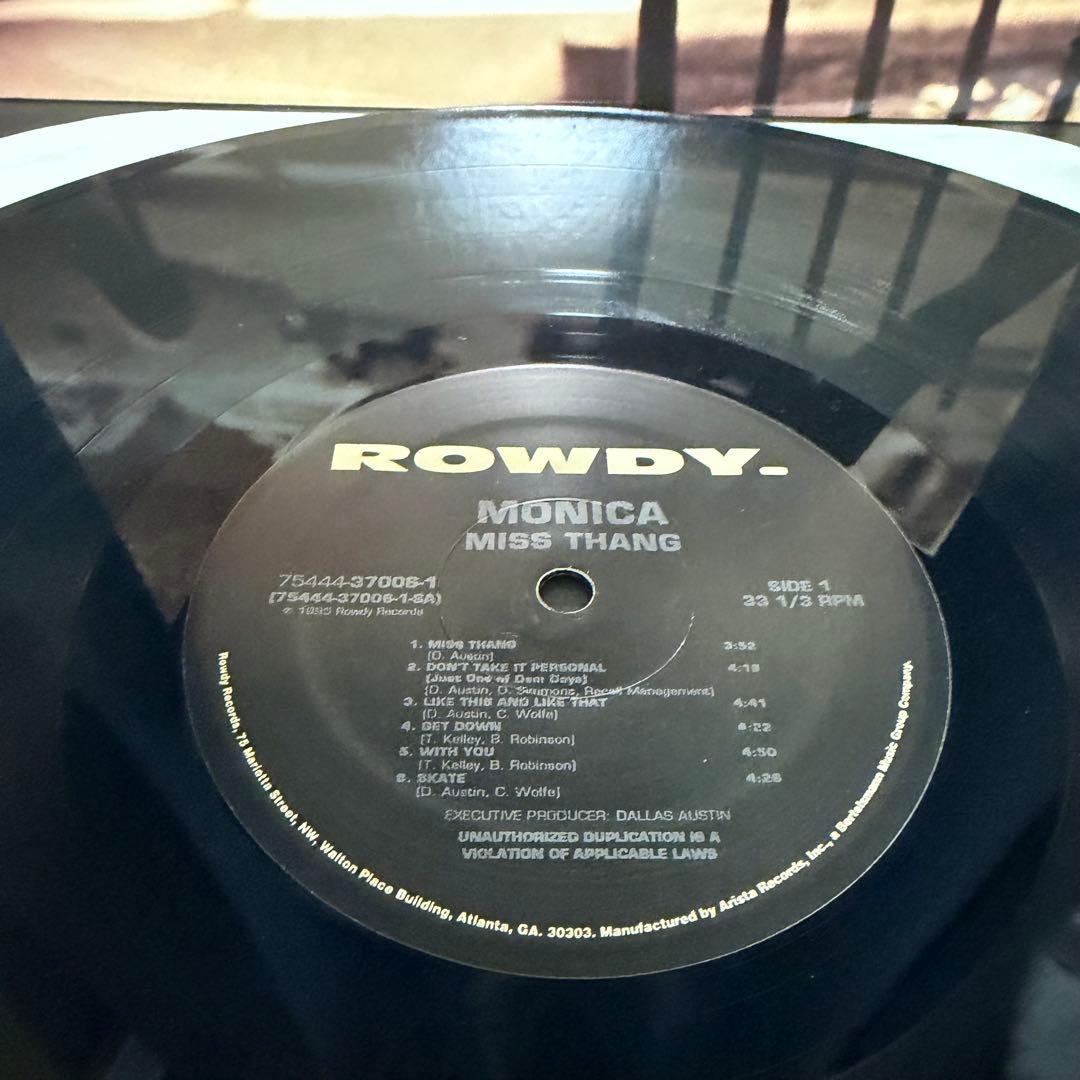 ROWDY.
MONICA
MISS THANG
75444-37006-1
(75444-37006-1-SA)
℗ 1995 Rowdy Records
SIDE 1
33 1/3 RPM
1. MISS THANG 3:52
(D. Austin)
2. DON'T TAKE IT PERSONAL 4:19
(Just One of Dem Days)
(D. Austin, D. Simmons, Recall Management)
3. LIKE THIS AND LIKE THAT 4:41
(D. Austin, C. Wolfe)
4. GET DOWN :22
(T. Kelley, B. Robinson)
5. WITH YOU 4:50
(T. Kelley, B. Robinson)
6. SKATE 4:26
(D. Austin, C. Wolfe)
EXECUTIVE PRODUCER: DALLAS AUSTIN
UNAUTHORIZED DUPLICATION IS A
VIOLATION OF APPLICABLE LAWS
Rowdy Records, 75 Marietta Street, NW, Walton Place Building, Atlanta, GA. 30303. Manufactured by Arista Records, Inc., a Bertelsmann Music Group Company.